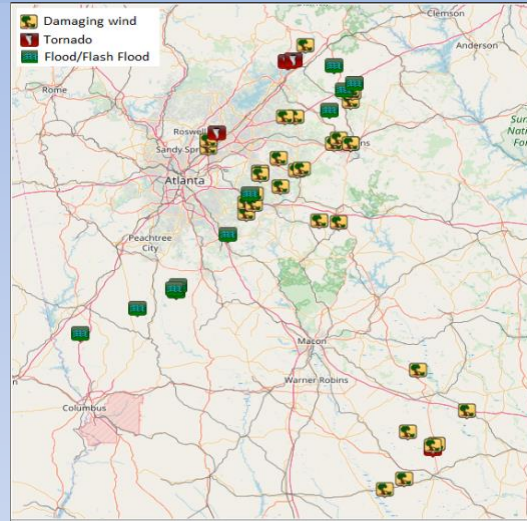 Damaging wind
Tornado
Flood/Flash Flood
Clemson
Anderson
Rome
Roswell
Sandy Spr
Atlanta
Peachtree
City
Macon
Warner Robins
Columbus